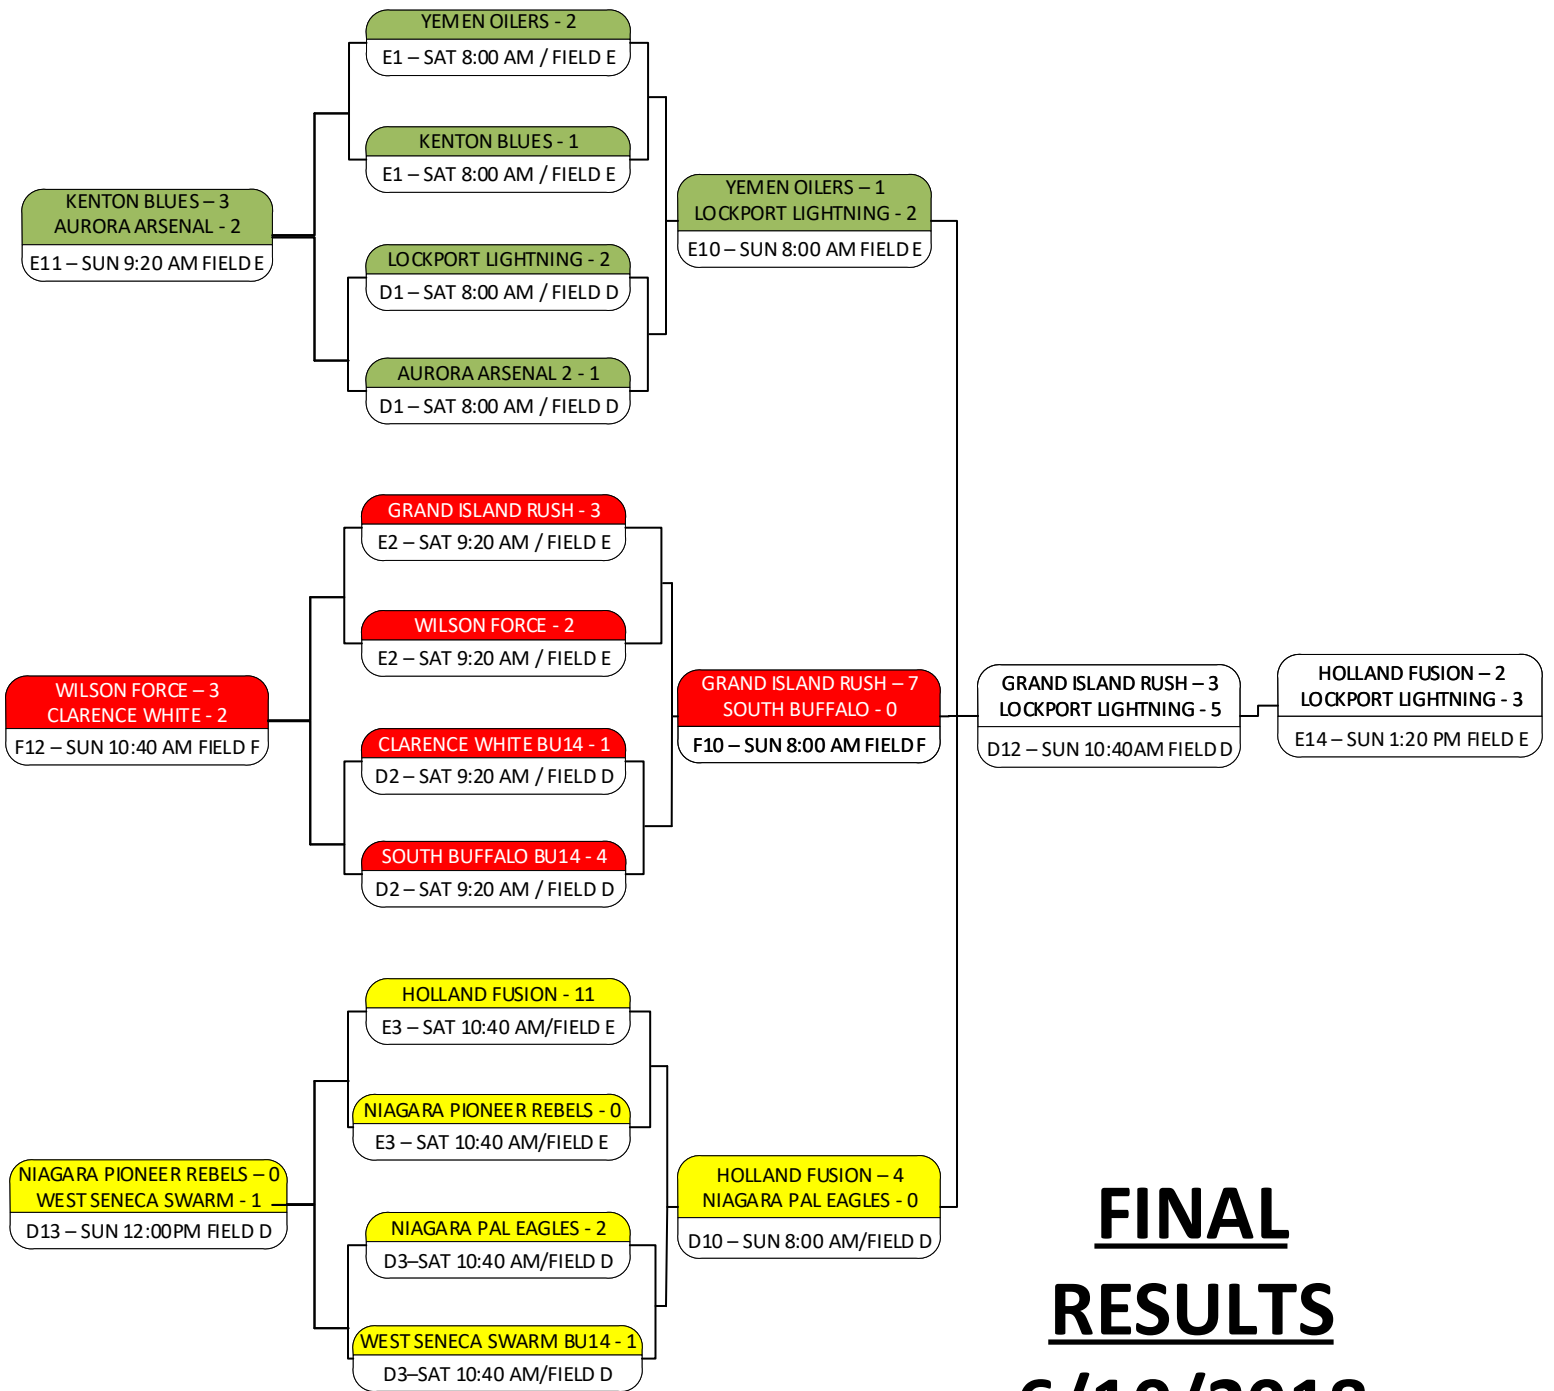 YEMEN OILERS - 2
E1 – SAT 8:00 AM / FIELD E
KENTON BLUES - 1
E1 – SAT 8:00 AM / FIELD E
KENTON BLUES – 3
AURORA ARSENAL - 2
E11 – SUN 9:20 AM FIELD E
YEMEN OILERS – 1
LOCKPORT LIGHTNING - 2
E10 – SUN 8:00 AM FIELD E
LOCKPORT LIGHTNING - 2
D1 – SAT 8:00 AM / FIELD D
AURORA ARSENAL 2 - 1
D1 – SAT 8:00 AM / FIELD D
GRAND ISLAND RUSH - 3
E2 – SAT 9:20 AM / FIELD E
WILSON FORCE - 2
E2 – SAT 9:20 AM / FIELD E
WILSON FORCE – 3
CLARENCE WHITE - 2
F12 – SUN 10:40 AM FIELD F
GRAND ISLAND RUSH – 7
SOUTH BUFFALO - 0
F10 – SUN 8:00 AM FIELD F
GRAND ISLAND RUSH – 3
LOCKPORT LIGHTNING - 5
D12 – SUN 10:40AM FIELD D
HOLLAND FUSION – 2
LOCKPORT LIGHTNING - 3
E14 – SUN 1:20 PM FIELD E
CLARENCE WHITE BU14 - 1
D2 – SAT 9:20 AM / FIELD D
SOUTH BUFFALO BU14 - 4
D2 – SAT 9:20 AM / FIELD D
HOLLAND FUSION - 11
E3 – SAT 10:40 AM/FIELD E
NIAGARA PIONEER REBELS - 0
E3 – SAT 10:40 AM/FIELD E
NIAGARA PIONEER REBELS – 0
WEST SENECA SWARM - 1
D13 – SUN 12:00PM FIELD D
HOLLAND FUSION – 4
NIAGARA PAL EAGLES - 0
D10 – SUN 8:00 AM/FIELD D
NIAGARA PAL EAGLES - 2
D3–SAT 10:40 AM/FIELD D
WEST SENECA SWARM BU14 - 1
D3–SAT 10:40 AM/FIELD D
FINAL
RESULTS
6/10/2018